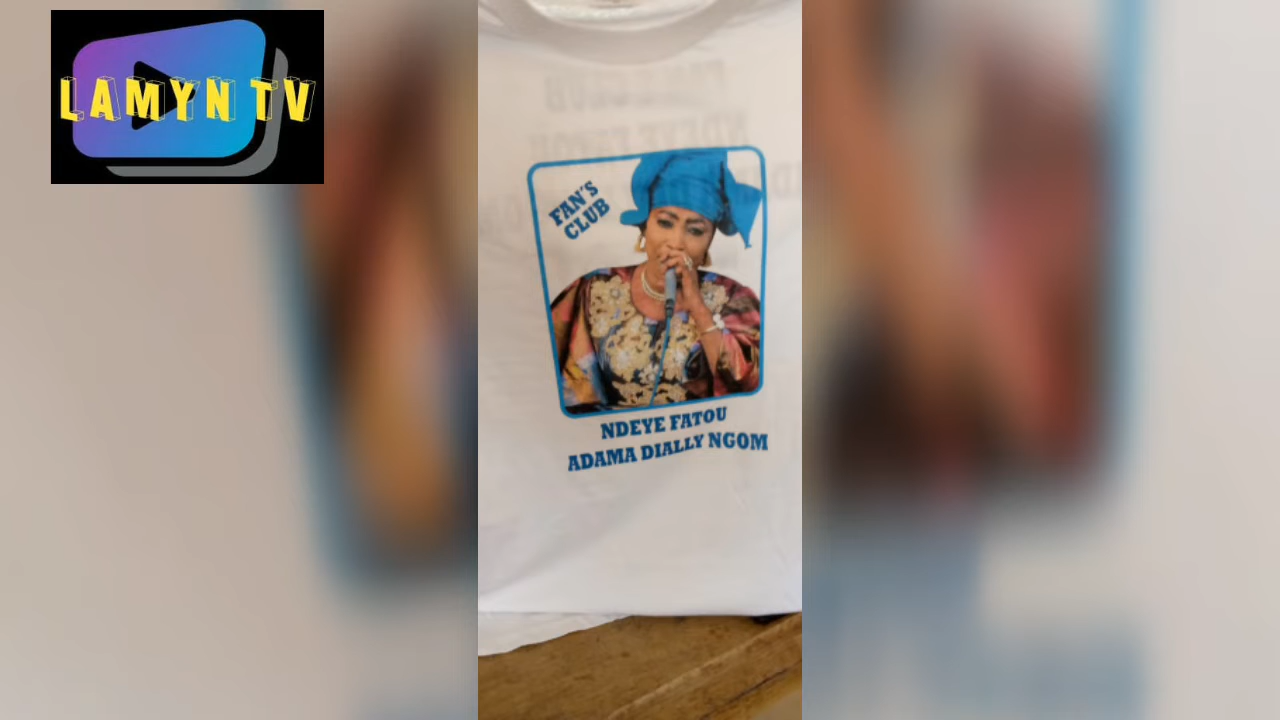 LAMYN TV
FAN'S
CLUB
NDEYE FATOU
ADAMA DIALLY NGOM